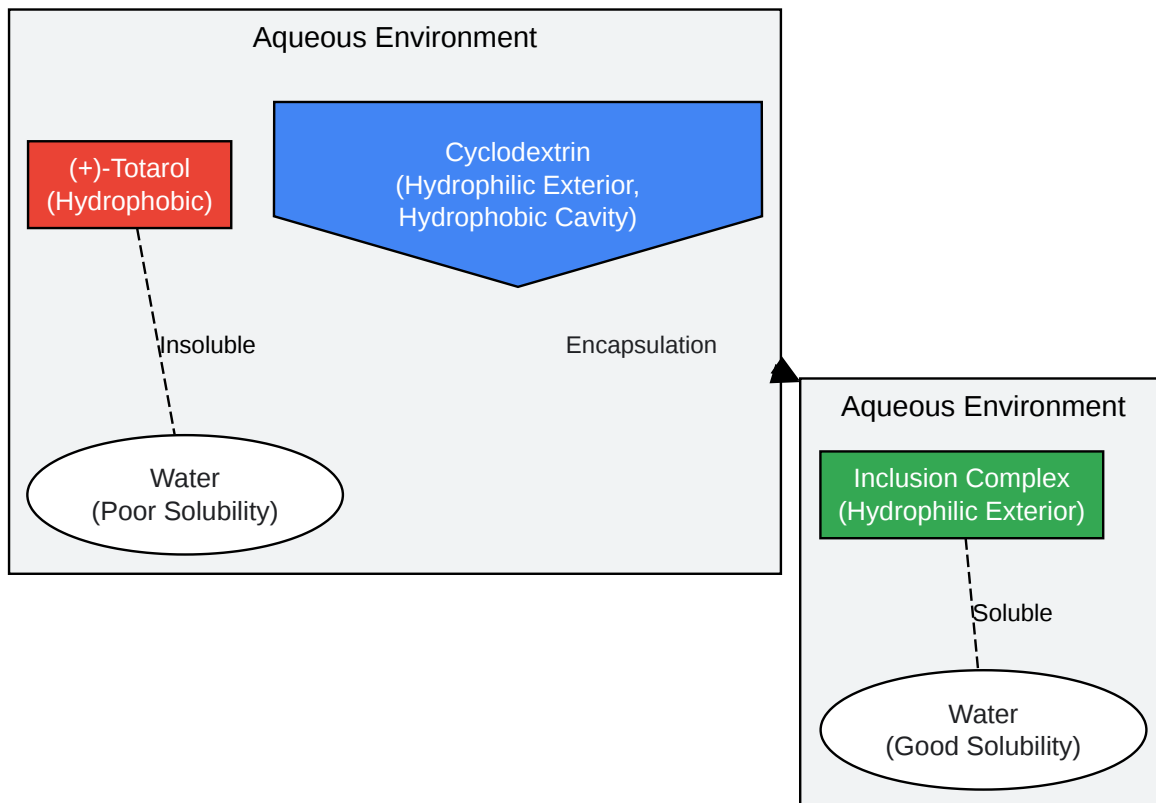 Aqueous Environment
(+)-Totarol
(Hydrophobic)
Cyclodextrin
(Hydrophilic Exterior,
Hydrophobic Cavity)
Insoluble
Encapsulation
Water
(Poor Solubility)
Aqueous Environment
Inclusion Complex
(Hydrophilic Exterior)
Soluble
Water
(Good Solubility)